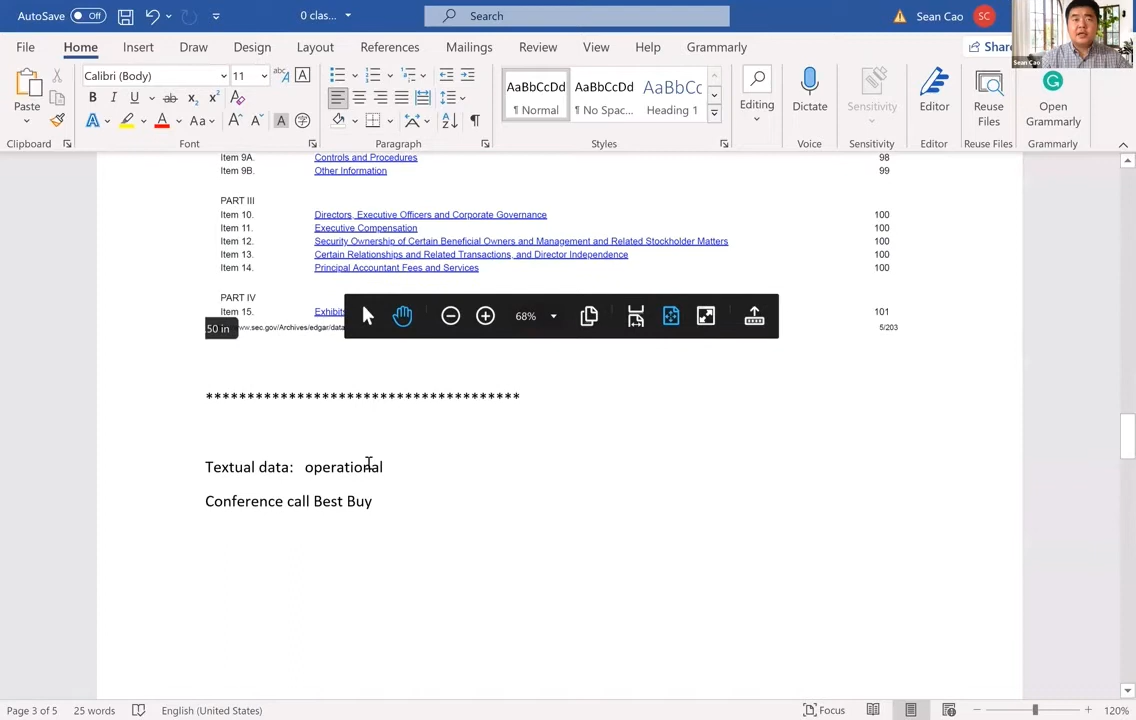 AutoSave Off 0 clas... Search Sean Cao SC
File Home Insert Draw Design Layout References Mailings Review View Help Grammarly Share Sean Cao
Calibri (Body) 11 AaBbCcDd AaBbCcDd AaBbCc
Paste Normal No Spac... Heading 1 Editing Dictate Sensitivity Editor Reuse Files Open Grammarly
Clipboard Font Paragraph Styles Voice Sensitivity Editor Reuse Files Grammarly
Item 9A. Controls and Procedures 98
Item 9B. Other Information 99
PART III
Item 10. Directors, Executive Officers and Corporate Governance 100
Item 11. Executive Compensation 100
Item 12. Security Ownership of Certain Beneficial Owners and Management and Related Stockholder Matters 100
Item 13. Certain Relationships and Related Transactions, and Director Independence 100
Item 14. Principal Accountant Fees and Services 100
PART IV
Item 15. Exhibits 101
68%
50 in www.sec.gov/Archives/edgar/data 5/203
**************************************
Textual data: operational
Conference call Best Buy
Page 3 of 5 25 words English (United States) Focus 120%